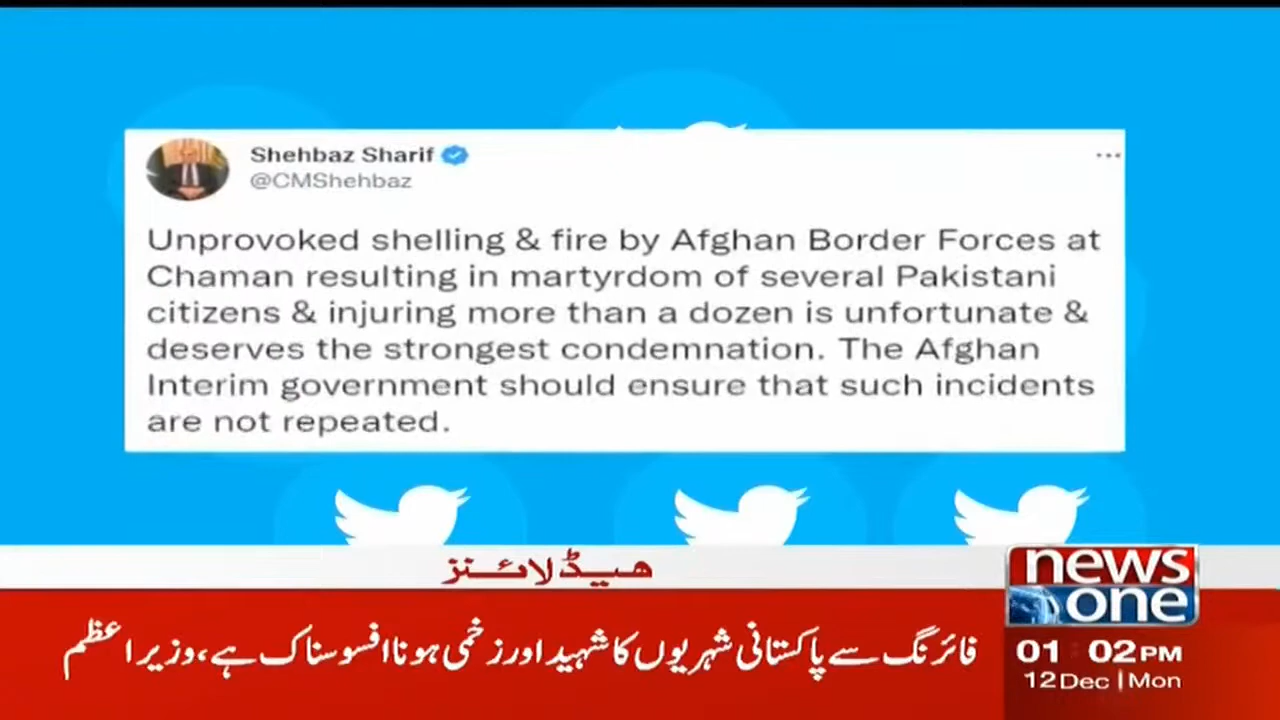 Shehbaz Sharif
@CMShehbaz
Unprovoked shelling & fire by Afghan Border Forces at
Chaman resulting in martyrdom of several Pakistani
citizens & injuring more than a dozen is unfortunate &
deserves the strongest condemnation. The Afghan
Interim government should ensure that such incidents
are not repeated.
ھیڈلائنز
فائرنگ سے پاکستانی شہریوں کا شہید اور زخمی ہونا افسوسناک ہے، وزیراعظم
news
one
01 02PM
12Dec | Mon